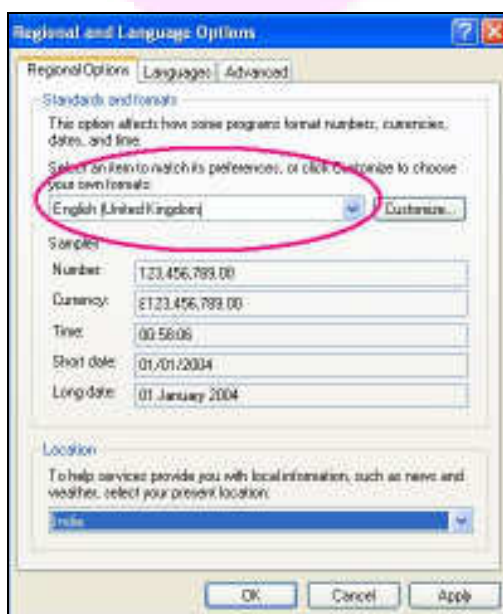 Regional and Language Options
Regional Options Languages Advanced
Standards and formats
This option affects how some programs format numbers, currencies,
dates, and time.
Select an item to match its preferences, or click Customize to choose
your own formats:
English (United Kingdom)
Customize...
Samples
Number: 123,456,789.00
Currency: £123,456,789.00
Time: 00:58:06
Short date: 01/01/2004
Long date: 01 January 2004
Location
To help services provide you with local information, such as news and
weather, select your present location:
India
OK Cancel Apply